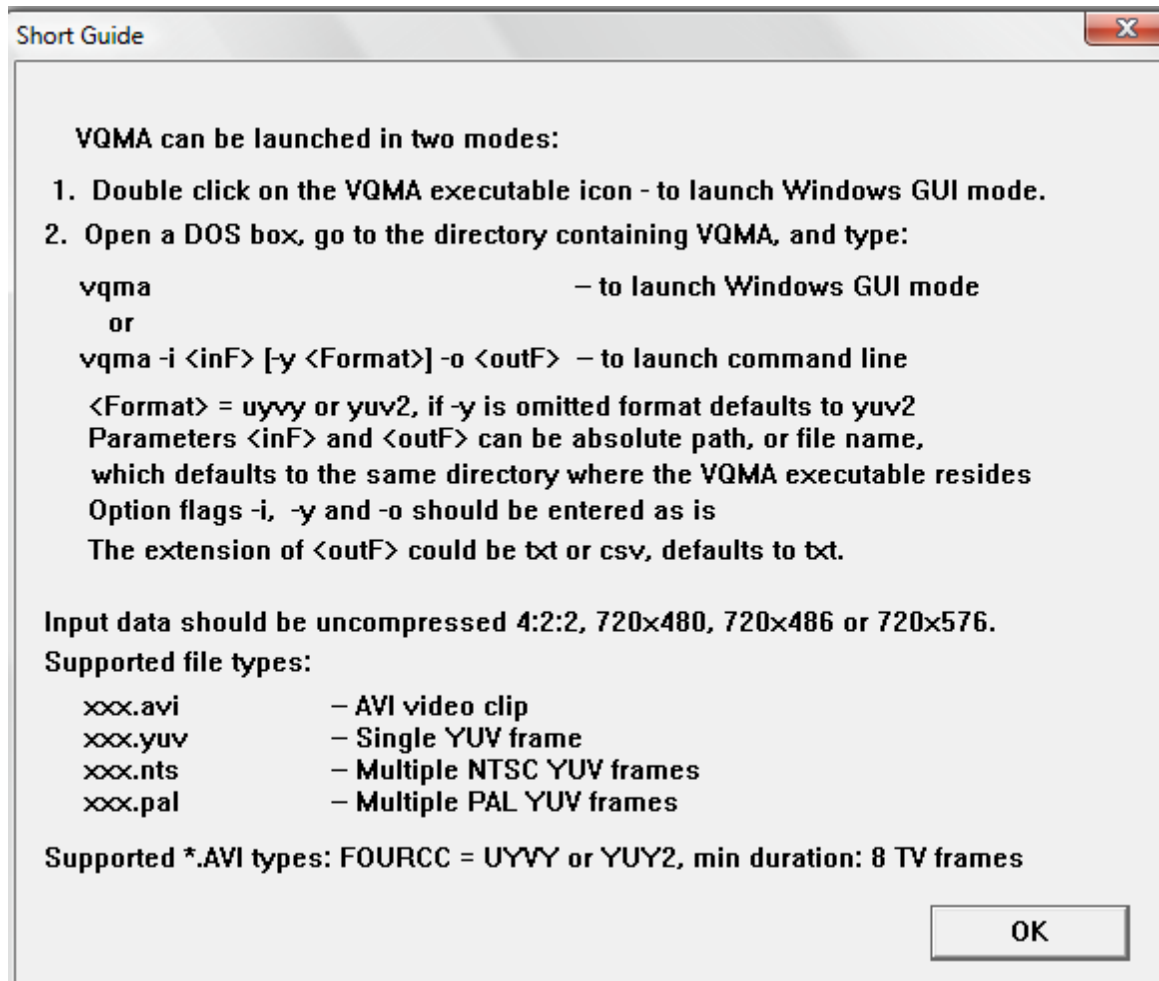 Short Guide
VQMA can be launched in two modes:
1. Double click on the VQMA executable icon - to launch Windows GUI mode.
2. Open a DOS box, go to the directory containing VQMA, and type:
vqma – to launch Windows GUI mode
or
vqma -i <inF> [-y <Format>] -o <outF> – to launch command line
<Format> = uyvy or yuv2, if -y is omitted format defaults to yuv2
Parameters <inF> and <outF> can be absolute path, or file name,
which defaults to the same directory where the VQMA executable resides
Option flags -i, -y and -o should be entered as is
The extension of <outF> could be txt or csv, defaults to txt.
Input data should be uncompressed 4:2:2, 720x480, 720x486 or 720x576.
Supported file types:
xxx.avi – AVI video clip
xxx.yuv – Single YUV frame
xxx.nts – Multiple NTSC YUV frames
xxx.pal – Multiple PAL YUV frames
Supported *.AVI types: FOURCC = UYVY or YUY2, min duration: 8 TV frames
OK